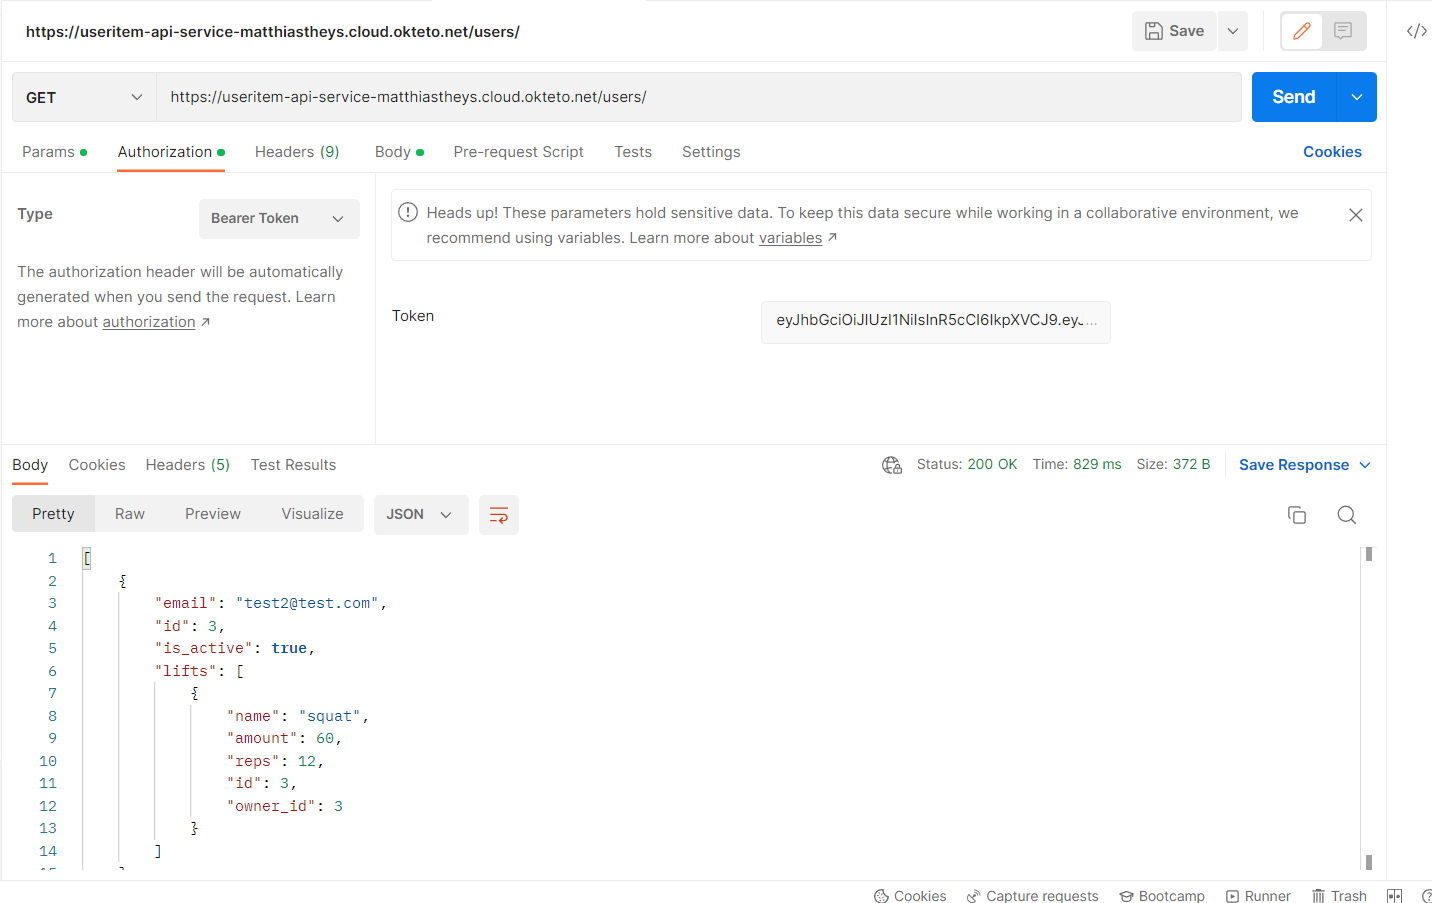 https://useritem-api-service-matthiastheys.cloud.okteto.net/users/
Save
GET
https://useritem-api-service-matthiastheys.cloud.okteto.net/users/
Send
Params Authorization Headers (9) Body Pre-request Script Tests Settings Cookies
Type
Bearer Token
The authorization header will be automatically
generated when you send the request. Learn
more about authorization ↗
Heads up! These parameters hold sensitive data. To keep this data secure while working in a collaborative environment, we
recommend using variables. Learn more about variables ↗
Token
eyJhbGciOiJIUzI1NiIsInR5cCI6IkpXVCJ9.eyJ...
Body Cookies Headers (5) Test Results
Status: 200 OK Time: 829 ms Size: 372 B Save Response
Pretty Raw Preview Visualize JSON
1 [
2 {
3 "email": "test2@test.com",
4 "id": 3,
5 "is_active": true,
6 "lifts": [
7 {
8 "name": "squat",
9 "amount": 60,
10 "reps": 12,
11 "id": 3,
12 "owner_id": 3
13 }
14 ]
Cookies Capture requests Bootcamp Runner Trash